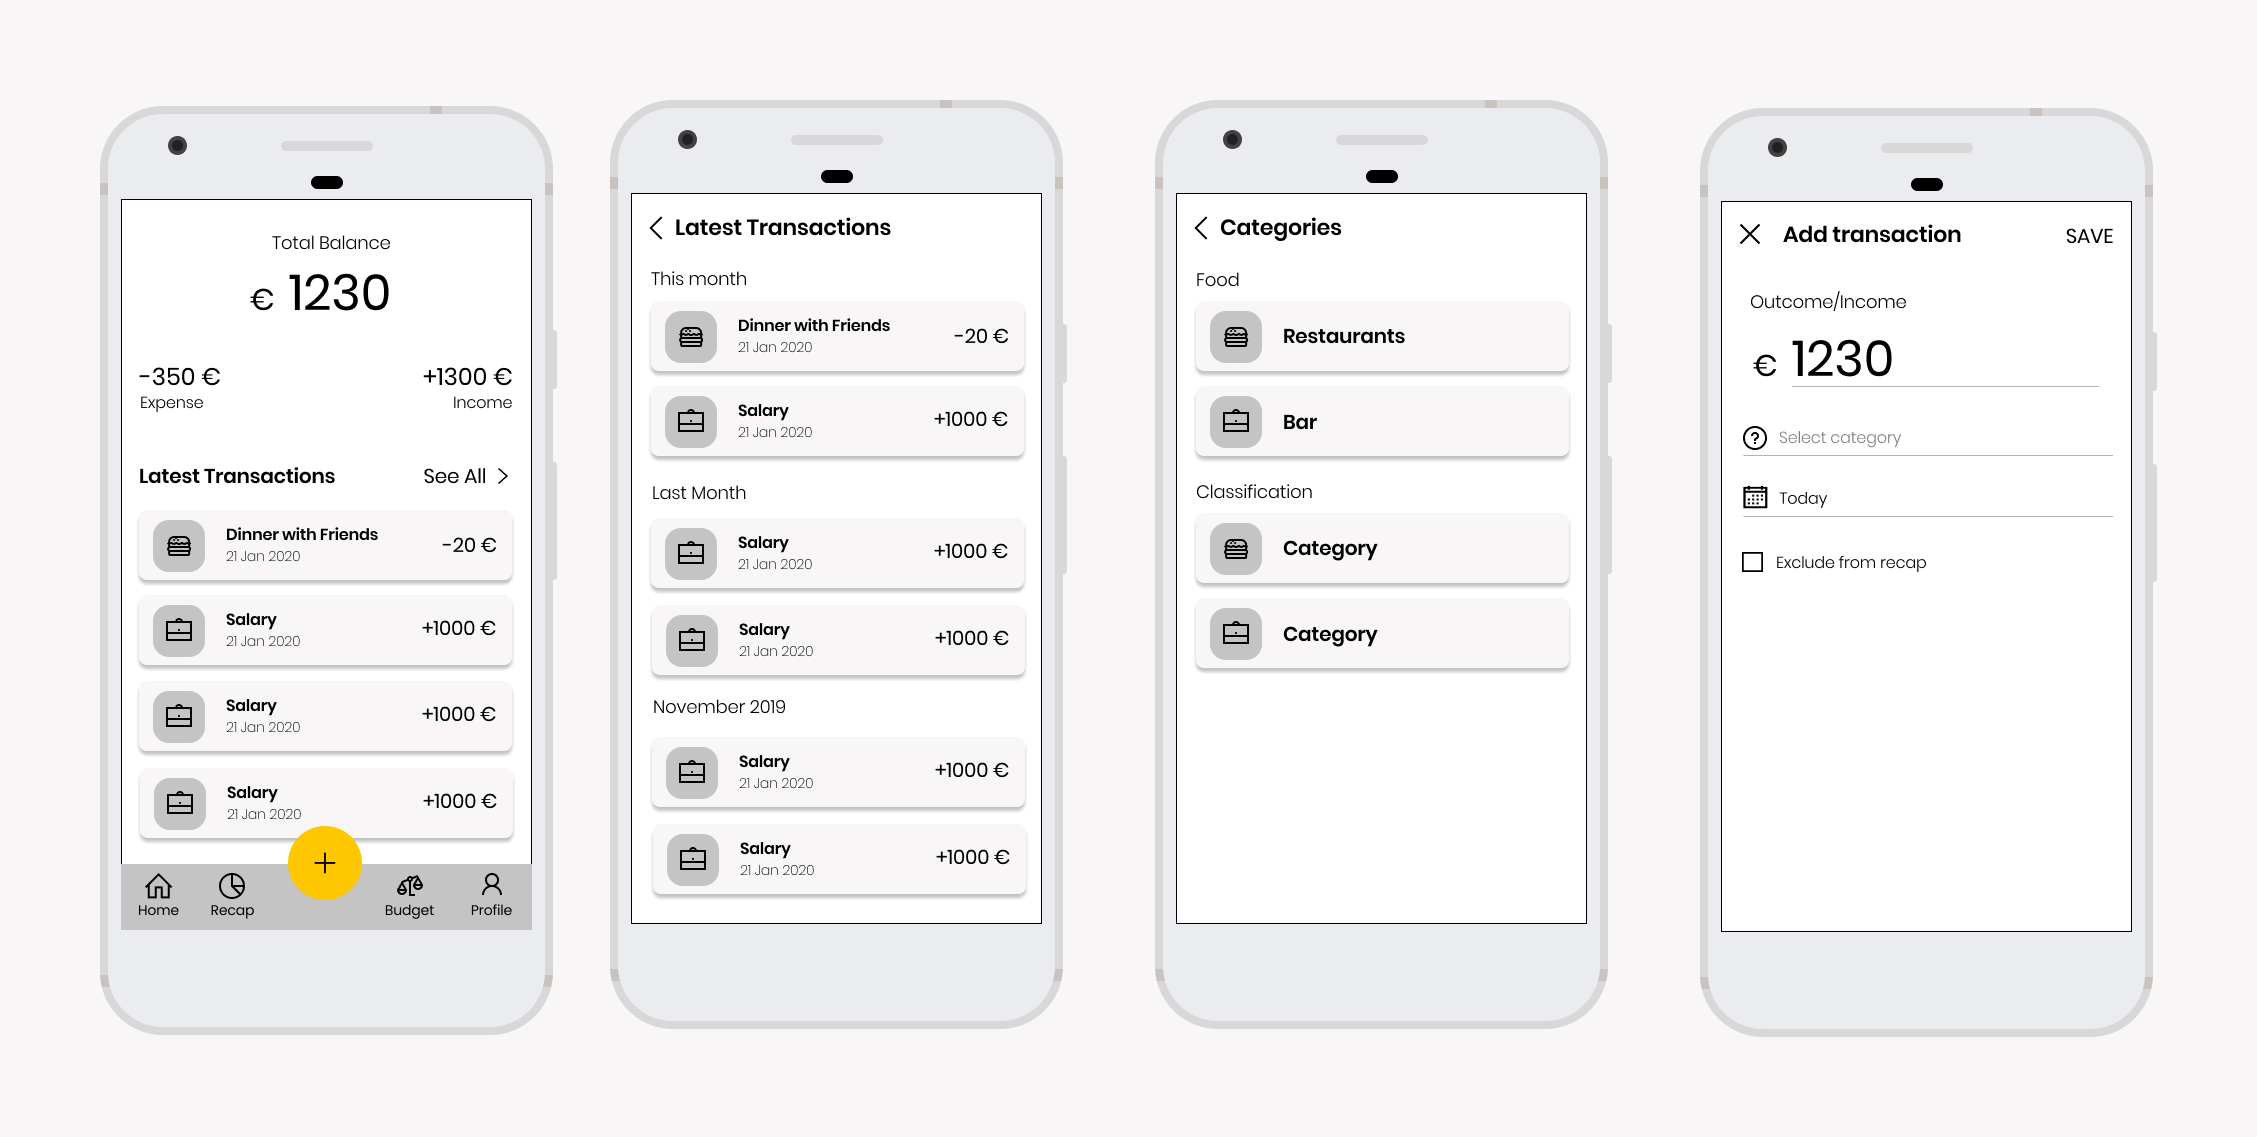 Total Balance
€ 1230
-350 € +1300 €
Expense Income
Latest Transactions See All
Dinner with Friends
21 Jan 2020
-20 €
Salary
21 Jan 2020
+1000 €
Salary
21 Jan 2020
+1000 €
Salary
21 Jan 2020
+1000 €
Home Recap Budget Profile
Latest Transactions
This month
Dinner with Friends
21 Jan 2020
-20 €
Salary
21 Jan 2020
+1000 €
Last Month
Salary
21 Jan 2020
+1000 €
Salary
21 Jan 2020
+1000 €
November 2019
Salary
21 Jan 2020
+1000 €
Salary
21 Jan 2020
+1000 €
Categories
Food
Restaurants
Bar
Classification
Category
Category
Add transaction SAVE
Outcome/Income
€ 1230
Select category
Today
Exclude from recap